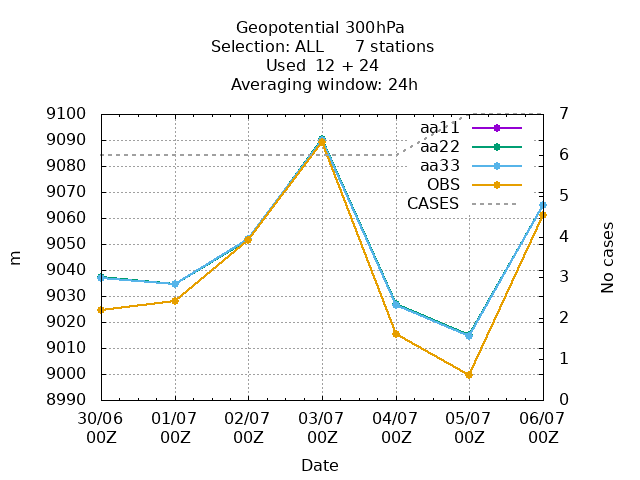 Geopotential 300hPa
Selection: ALL 7 stations
Used 12 + 24
Averaging window: 24h
9100
9090
9080
9070
9060
9050
9040
9030
9020
9010
9000
8990
m
7
6
5
4
3
2
1
0
No cases
aa11
aa22
aa33
OBS
CASES
30/06 01/07 02/07 03/07 04/07 05/07 06/07
00Z 00Z 00Z 00Z 00Z 00Z 00Z
Date